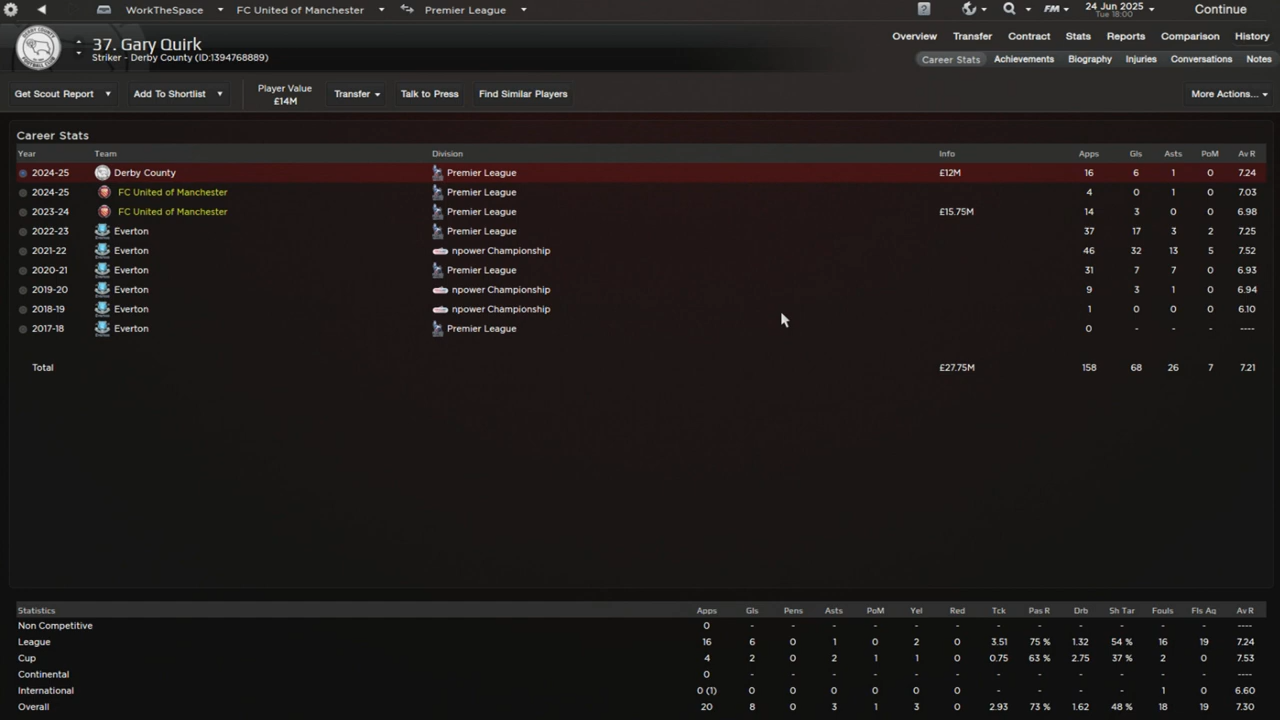 WorkTheSpace FC United of Manchester Premier League ? FM 24 Jun 2025 Tue 18:00 Continue
37. Gary Quirk
Striker - Derby County (ID:1394768889)
Overview Transfer Contract Stats Reports Comparison History
Career Stats Achievements Biography Injuries Conversations Notes
Get Scout Report Add To Shortlist Player Value £14M Transfer Talk to Press Find Similar Players More Actions...
Career Stats
Year Team Division Info Apps Gls Asts PoM Av R
2024-25 Derby County Premier League £12M 16 6 1 0 7.24
2024-25 FC United of Manchester Premier League 4 0 1 0 7.03
2023-24 FC United of Manchester Premier League £15.75M 14 3 0 0 6.98
2022-23 Everton Premier League 37 17 3 2 7.25
2021-22 Everton npower Championship 46 32 13 5 7.52
2020-21 Everton Premier League 31 7 7 0 6.93
2019-20 Everton npower Championship 9 3 1 0 6.94
2018-19 Everton npower Championship 1 0 0 0 6.10
2017-18 Everton Premier League 0 - - - ----
Total £27.75M 158 68 26 7 7.21
Statistics Apps Gls Pens Asts PoM Yel Red Tck Pas R Drb Sh Tar Fouls Fls Ag Av R
Non Competitive 0 - - - - - - - - - - - - ----
League 16 6 0 1 0 2 0 3.51 75 % 1.32 54 % 16 19 7.24
Cup 4 2 0 2 1 1 0 0.75 63 % 2.75 37 % 2 0 7.53
Continental 0 - - - - - - - - - - - - ----
International 0 (1) 0 0 0 0 0 0 - - - - 1 0 6.60
Overall 20 8 0 3 1 3 0 2.93 73 % 1.62 48 % 18 19 7.30